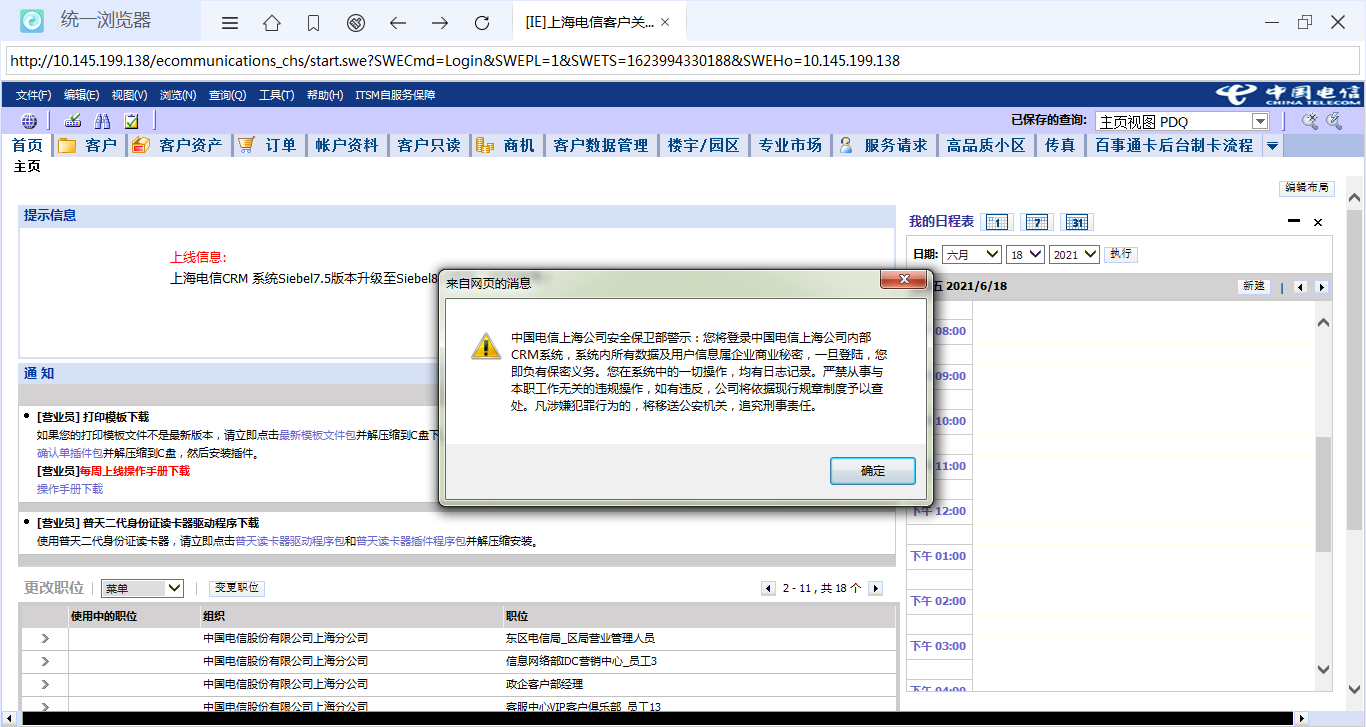 统一浏览器
[IE]上海电信客户关...
http://10.145.199.138/ecommunications_chs/start.swe?SWECmd=Login&SWEPL=1&SWETS=1623994330188&SWEHo=10.145.199.138
文件(F) 编辑(E) 视图(V) 浏览(N) 查询(Q) 工具(T) 帮助(H) ITSM自服务保障
中国电信
CHINA TELECOM
已保存的查询: 主页视图 PDQ
首页 客户 客户资产 订单 帐户资料 客户只读 商机 客户数据管理 楼宇/园区 专业市场 服务请求 高品质小区 传真 百事通卡后台制卡流程
主页
编辑布局
提示信息
上线信息:
上海电信CRM 系统Siebel7.5版本升级至Siebel8
我的日程表 1 7 31
日期: 六月 18 2021 执行
五 2021/6/18 新建
08:00
09:00
10:00
11:00
下午 12:00
下午 01:00
下午 02:00
下午 03:00
下午 04:00
来自网页的消息
中国电信上海公司安全保卫部警示：您将登录中国电信上海公司内部
CRM系统，系统内所有数据及用户信息属企业商业秘密，一旦登陆，您
即负有保密义务。您在系统中的一切操作，均有日志记录。严禁从事与
本职工作无关的违规操作，如有违反，公司将依据现行规章制度予以查
处。凡涉嫌犯罪行为的，将移送公安机关，追究刑事责任。
确定
通 知
[营业员] 打印模板下载
如果您的打印模板文件不是最新版本，请立即点击最新模板文件包并解压缩到C盘下
确认单插件包并解压缩到C盘，然后安装插件。
[营业员]每周上线操作手册下载
操作手册下载
[营业员] 普天二代身份证读卡器驱动程序下载
使用普天二代身份证读卡器，请立即点击普天读卡器驱动程序包和普天读卡器插件程序包并解压缩安装。
更改职位 菜单 变更职位 2 - 11 , 共 18 个
使用中的职位 组织 职位
中国电信股份有限公司上海分公司 东区电信局_区局营业管理人员
中国电信股份有限公司上海分公司 信息网络部IDC营销中心_员工3
中国电信股份有限公司上海分公司 政企客户部经理
中国电信股份有限公司上海分公司 客服中心VIP客户俱乐部_员工13